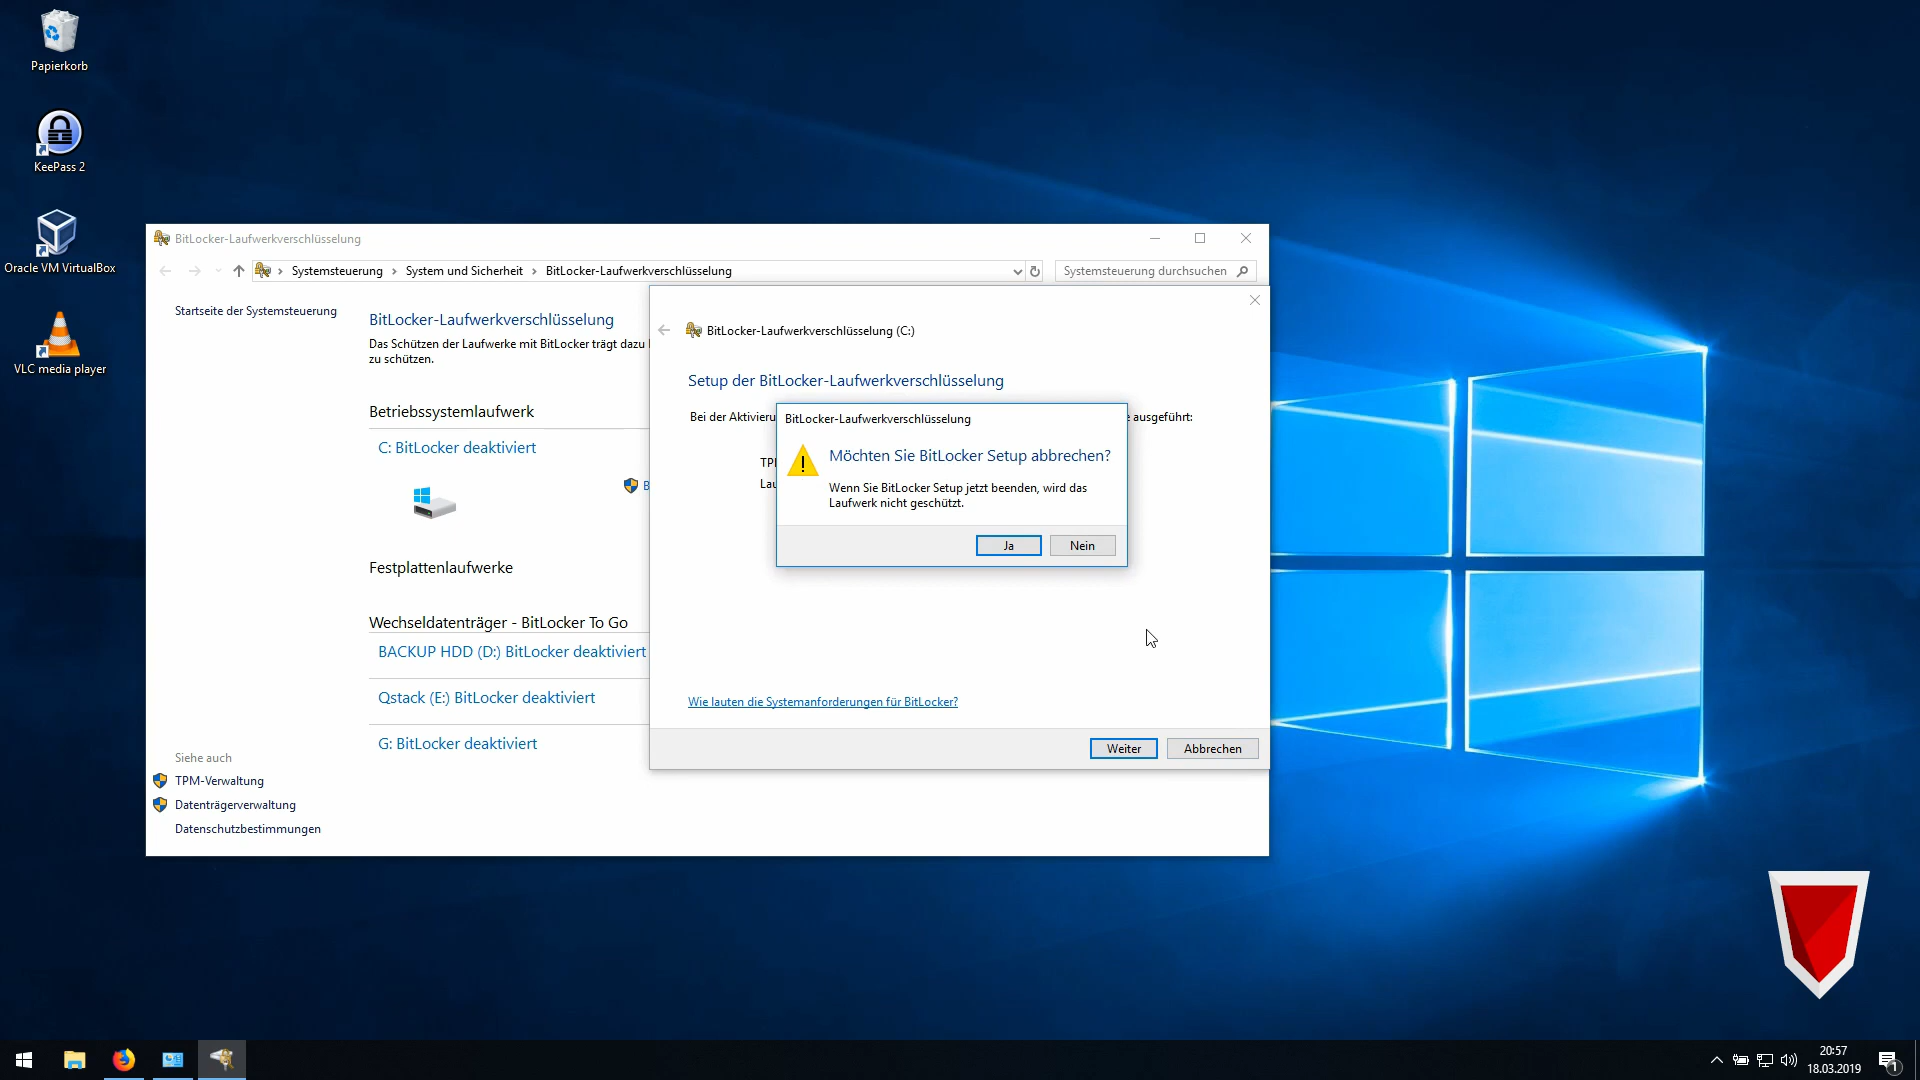 Papierkorb
KeePass 2
Oracle VM VirtualBox
VLC media player
BitLocker-Laufwerkverschlüsselung
Systemsteuerung
System und Sicherheit
BitLocker-Laufwerkverschlüsselung
Systemsteuerung durchsuchen
Startseite der Systemsteuerung
BitLocker-Laufwerkverschlüsselung
Das Schützen der Laufwerke mit BitLocker trägt dazu
zu schützen.
Betriebssystemlaufwerk
C: BitLocker deaktiviert
B
Festplattenlaufwerke
Wechseldatenträger - BitLocker To Go
BACKUP HDD (D:) BitLocker deaktiviert
Qstack (E:) BitLocker deaktiviert
G: BitLocker deaktiviert
Siehe auch
TPM-Verwaltung
Datenträgerverwaltung
Datenschutzbestimmungen
BitLocker-Laufwerkverschlüsselung (C:)
Setup der BitLocker-Laufwerkverschlüsselung
Bei der Aktivieru e ausgeführt:
TPI
Lau
BitLocker-Laufwerkverschlüsselung
Möchten Sie BitLocker Setup abbrechen?
Wenn Sie BitLocker Setup jetzt beenden, wird das
Laufwerk nicht geschützt.
Ja Nein
Wie lauten die Systemanforderungen für BitLocker?
Weiter Abbrechen
20:57
18.03.2019
1